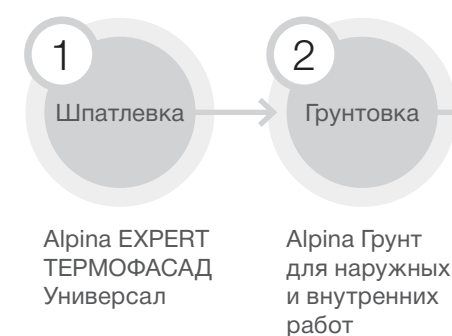 1
Шпатлевка
Alpina EXPERT
ТЕРМОФАСАД
Универсал
2
Грунтовка
Alpina Грунт
для наружных
и внутренних
работ